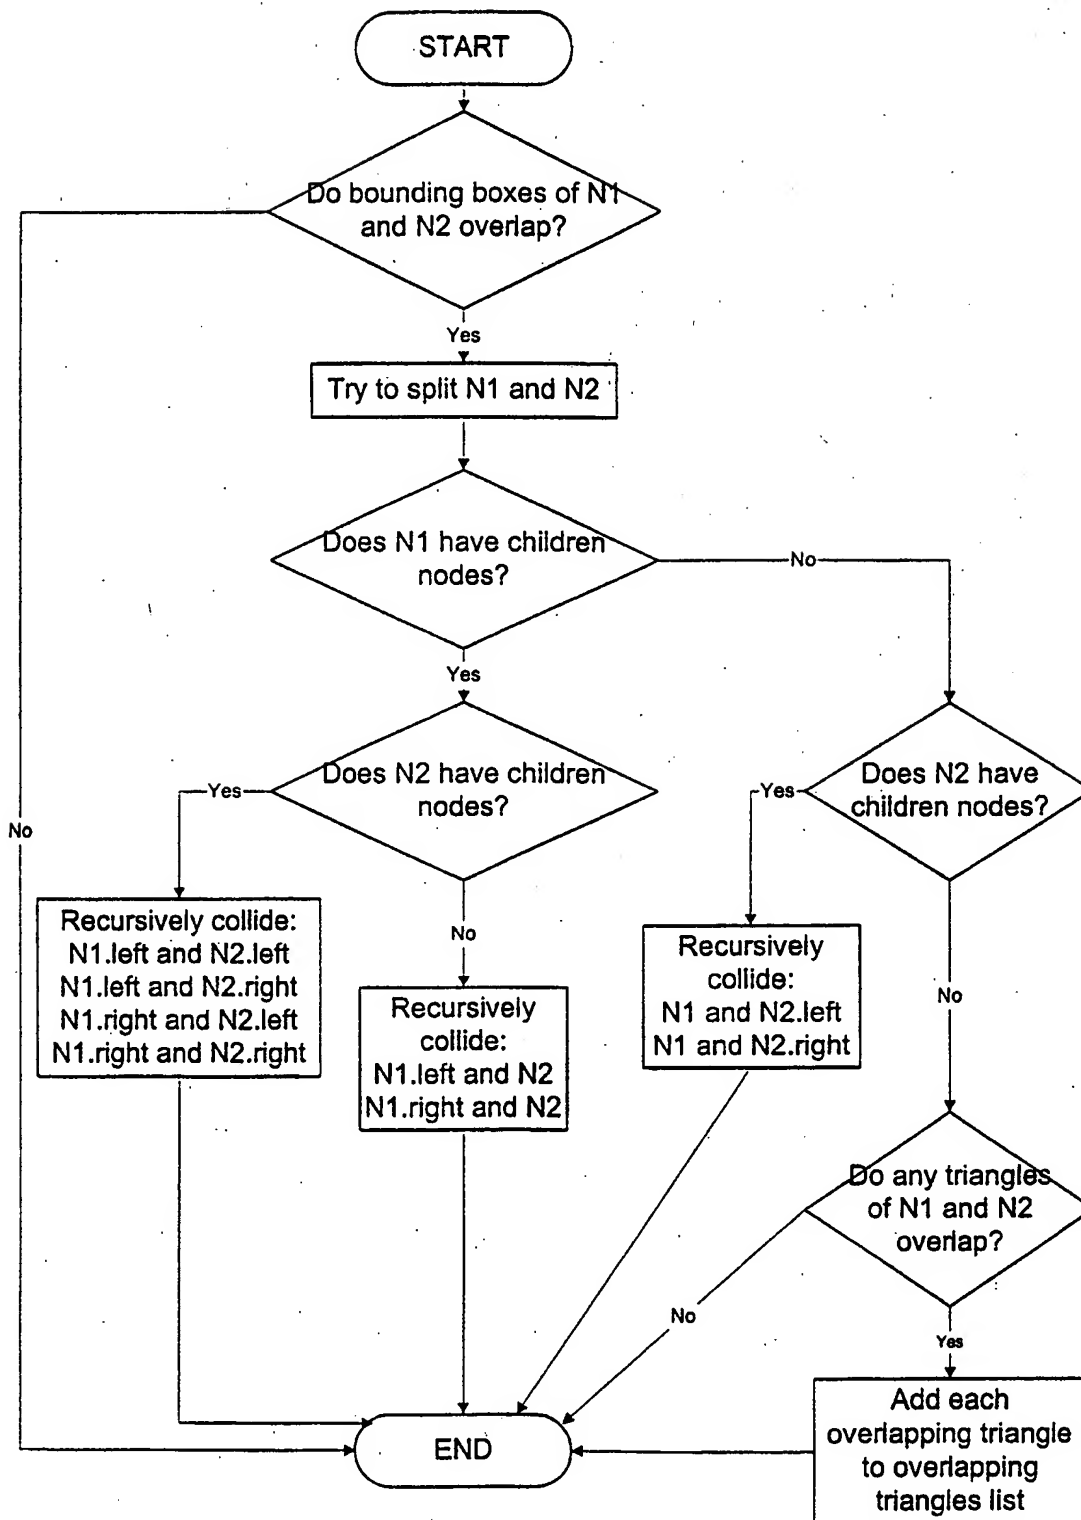 START
Do bounding boxes of N1
and N2 overlap?
Yes
Try to split N1 and N2
Does N1 have children
nodes?
No
Yes
Does N2 have children
nodes?
Yes
Does N2 have
children nodes?
Yes
No
Recursively collide:
N1.left and N2.left
N1.left and N2.right
N1.right and N2.left
N1.right and N2.right
No
Recursively
collide:
N1.left and N2
N1.right and N2
Recursively
collide:
N1 and N2.left
N1 and N2.right
No
Do any triangles
of N1 and N2
overlap?
No
Yes
Add each
overlapping triangle
to overlapping
triangles list
END